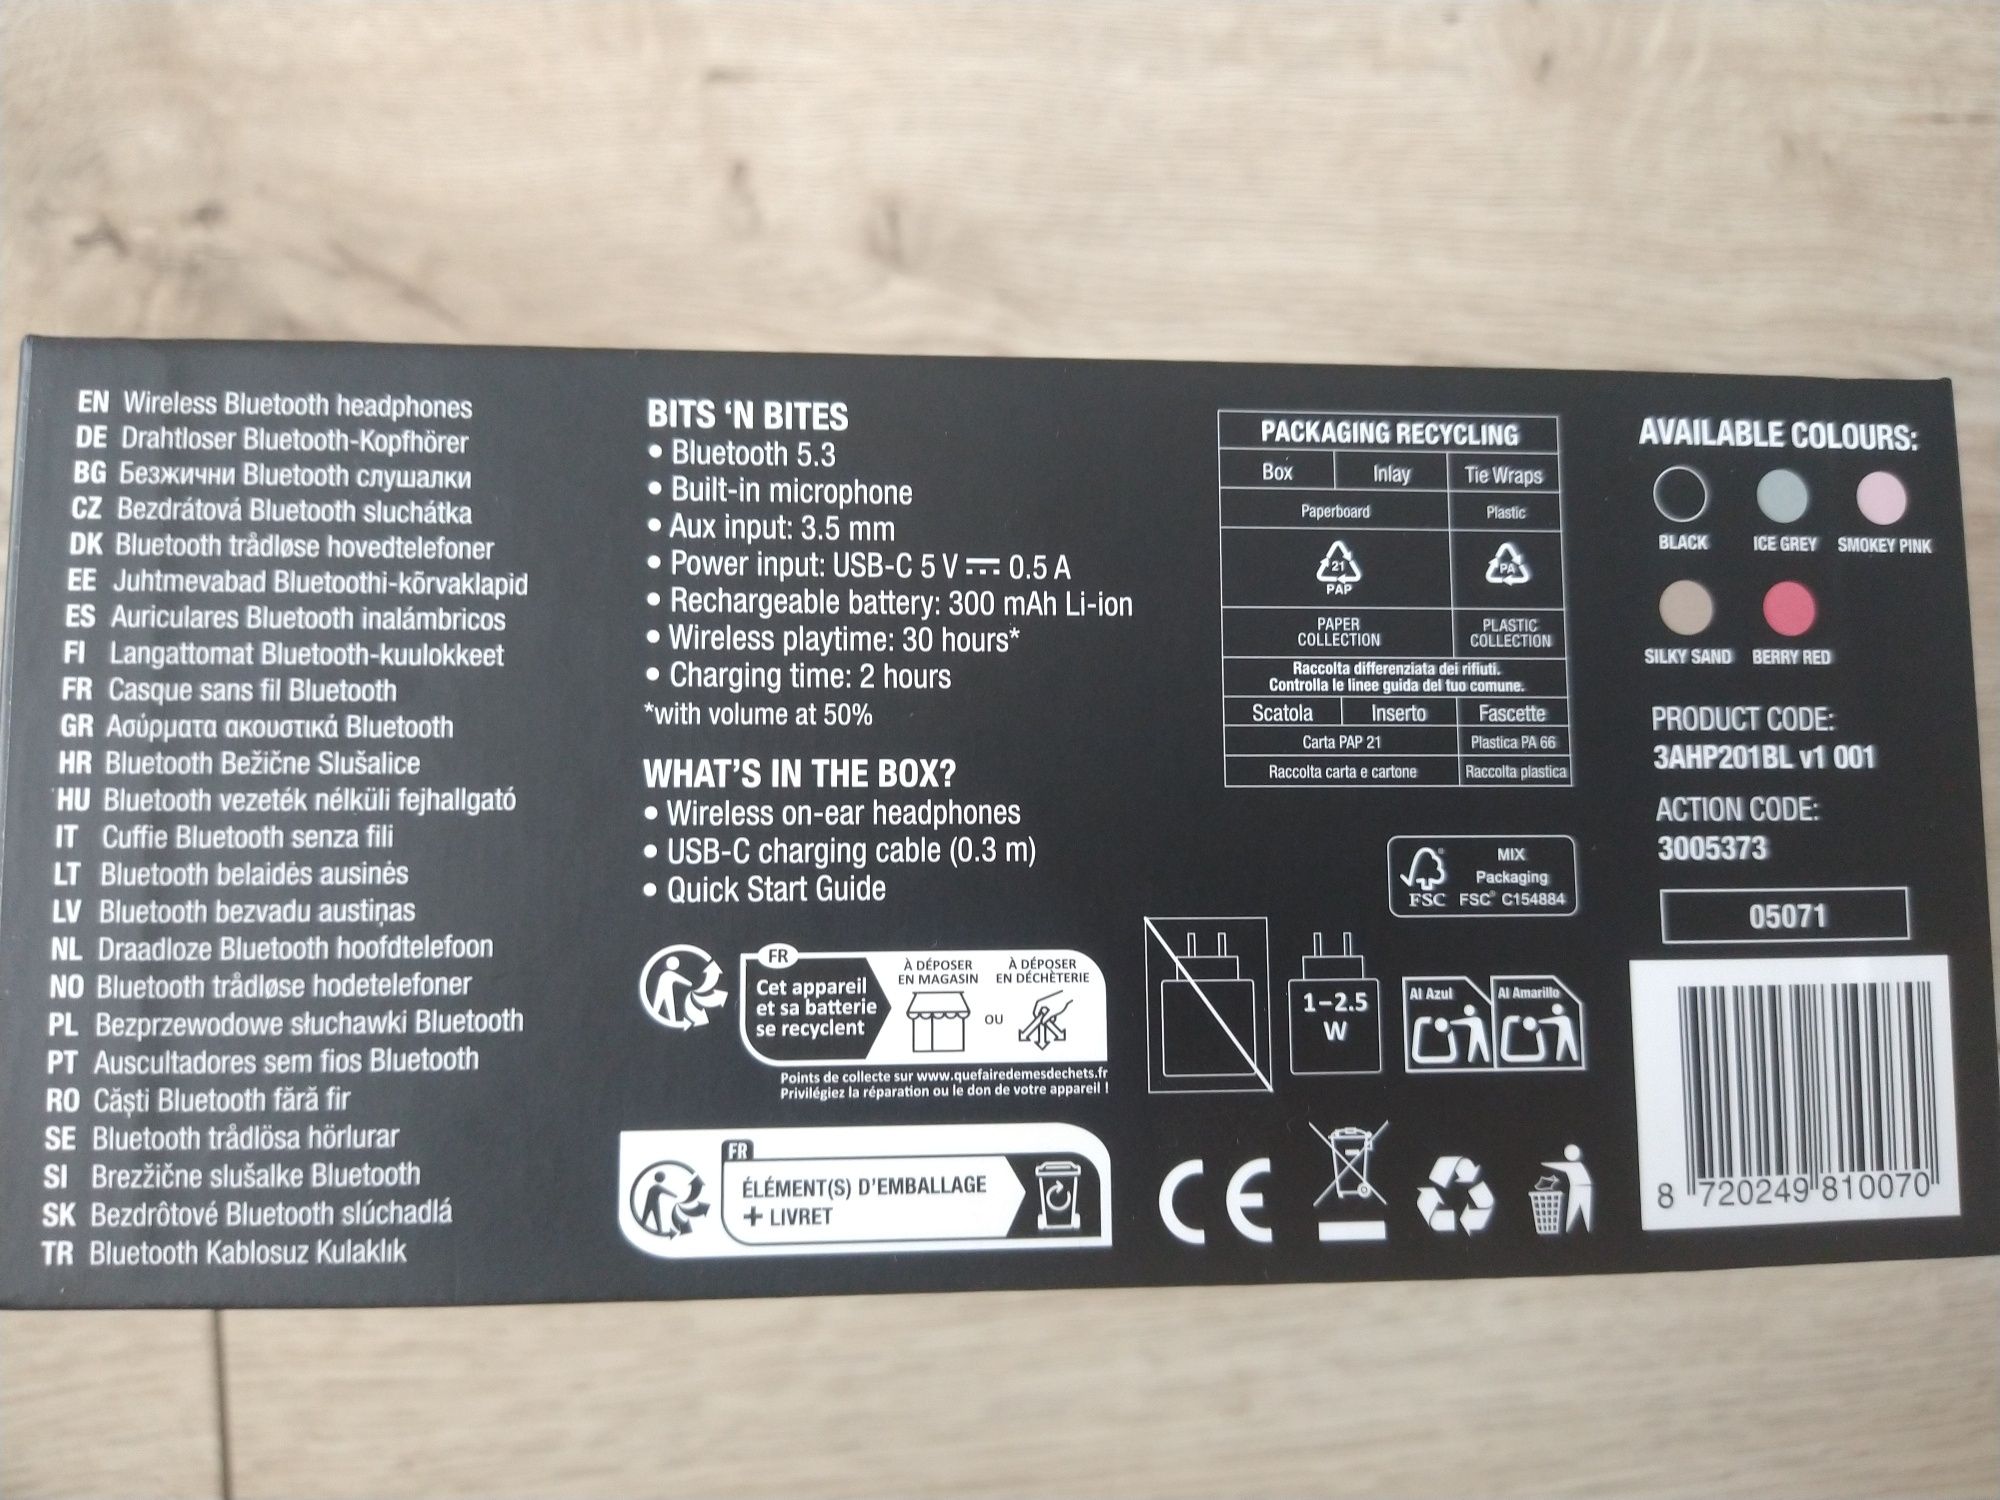 EN Wireless Bluetooth headphones
DE Drahtloser Bluetooth-Kopfhörer
BG Безжични Bluetooth слушалки
CZ Bezdrátová Bluetooth sluchátka
DK Bluetooth trådløse hovedtelefoner
EE Juhtmevabad Bluetoothi-kõrvaklapid
ES Auriculares Bluetooth inalámbricos
FI Langattomat Bluetooth-kuulokkeet
FR Casque sans fil Bluetooth
GR Ασύρματα ακουστικά Bluetooth
HR Bluetooth Bežične Slušalice
HU Bluetooth vezeték nélküli fejhallgató
IT Cuffie Bluetooth senza fili
LT Bluetooth belaidės ausinės
LV Bluetooth bezvadu austiņas
NL Draadloze Bluetooth hoofdtelefoon
NO Bluetooth trådløse hodetelefoner
PL Bezprzewodowe słuchawki Bluetooth
PT Auscultadores sem fios Bluetooth
RO Căști Bluetooth fără fir
SE Bluetooth trådlösa hörlurar
SI Brezžične slušalke Bluetooth
SK Bezdrôtové Bluetooth slúchadlá
TR Bluetooth Kablosuz Kulaklık
BITS ‘N BITES
• Bluetooth 5.3
• Built-in microphone
• Aux input: 3.5 mm
• Power input: USB-C 5 V ⎓ 0.5 A
• Rechargeable battery: 300 mAh Li-ion
• Wireless playtime: 30 hours*
• Charging time: 2 hours
*with volume at 50%
WHAT’S IN THE BOX?
• Wireless on-ear headphones
• USB-C charging cable (0.3 m)
• Quick Start Guide
FR
Cet appareil
et sa batterie
se recyclent
À DÉPOSER
EN MAGASIN
OU
À DÉPOSER
EN DÉCHÈTERIE
Points de collecte sur www.quefairedemesdechets.fr
Privilégiez la réparation ou le don de votre appareil !
FR
ÉLÉMENT(S) D’EMBALLAGE
+ LIVRET
PACKAGING RECYCLING
Box Inlay Tie Wraps
Paperboard Plastic
21 PA
PAP
PAPER PLASTIC
COLLECTION COLLECTION
Raccolta differenziata dei rifiuti.
Controlla le linee guida del tuo comune.
Scatola Inserto Fascette
Carta PAP 21 Plastica PA 66
Raccolta carta e cartone Raccolta plastica
MIX
Packaging
FSC FSC® C154884
1–2.5
W
Al Azul Al Amarillo
CE
AVAILABLE COLOURS:
BLACK ICE GREY SMOKEY PINK
SILKY SAND BERRY RED
PRODUCT CODE:
3AHP201BL v1 001
ACTION CODE:
3005373
05071
8 720249 810070